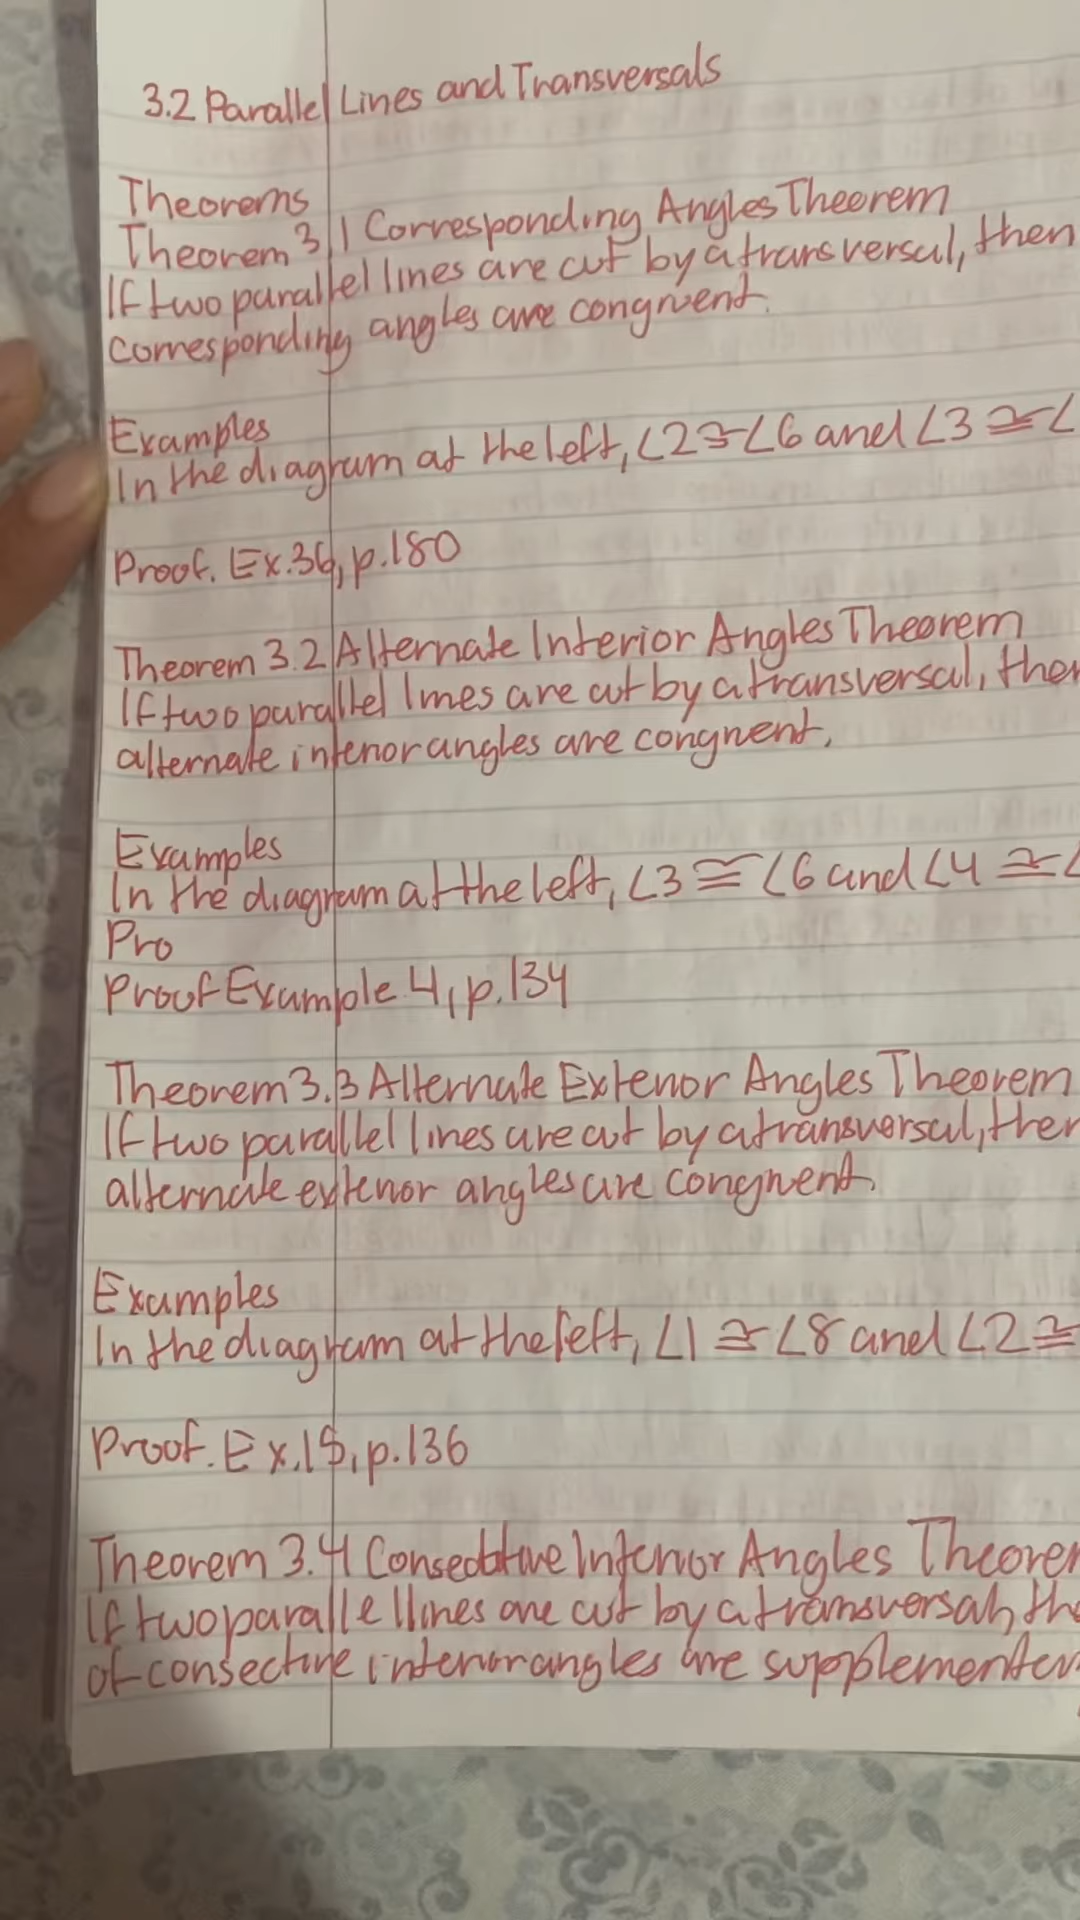 3.2 Parallel Lines and Transversals
Theorems
Theorem 3.1 Corresponding Angles Theorem
If two parallel lines are cut by a transversal, then
corresponding angles are congruent.
Examples
In the diagram at the left, ∠2≅∠6 and ∠3≅∠
Proof. Ex.36, p.180
Theorem 3.2 Alternate Interior Angles Theorem
If two parallel lines are cut by a transversal, then
alternate interior angles are congruent.
Examples
In the diagram at the left, ∠3≅∠6 and ∠4≅∠
Pro
Proof Example 4, p.134
Theorem 3.3 Alternate Exterior Angles Theorem
If two parallel lines are cut by a transversal, then
alternate exterior angles are congruent.
Examples
In the diagram at the left, ∠1≅∠8 and ∠2≅
Proof. Ex.15, p.136
Theorem 3.4 Interior Angles Theorem
If two parallel lines are cut by a transversal, the
of consective interior angles are supplementar